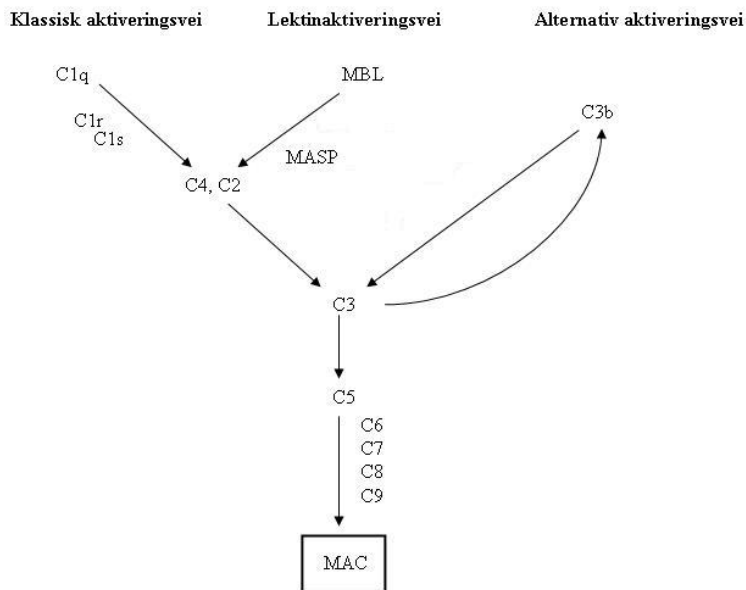 Klassisk aktiveringsvei
Lektinaktiveringsvei
Alternativ aktiveringsvei
C1q
MBL
C3b
C1r
C1s
MASP
C4, C2
C3
C5
C6
C7
C8
C9
MAC